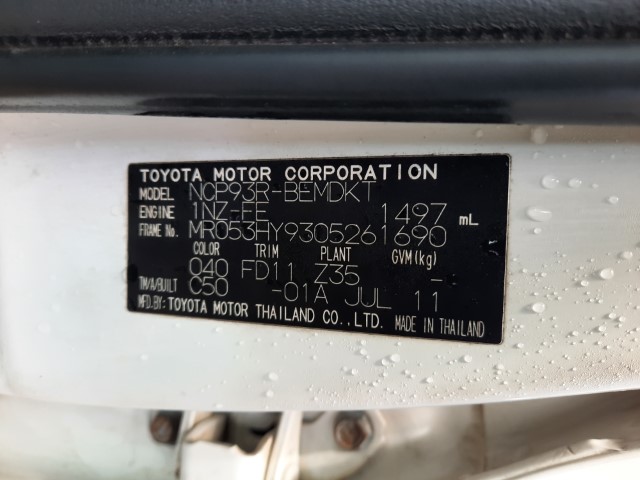 TOYOTA MOTOR CORPORATION
MODEL NCP93R-BEMDKT
ENGINE 1NZ-FE 1497 mL
FRAME No. MR053HY9305261690
COLOR TRIM PLANT GVM(kg)
040 FD11 Z35 -
TM/A/BUILT C50 -01A JUL 11
MFD.BY: TOYOTA MOTOR THAILAND CO.,LTD. MADE IN THAILAND